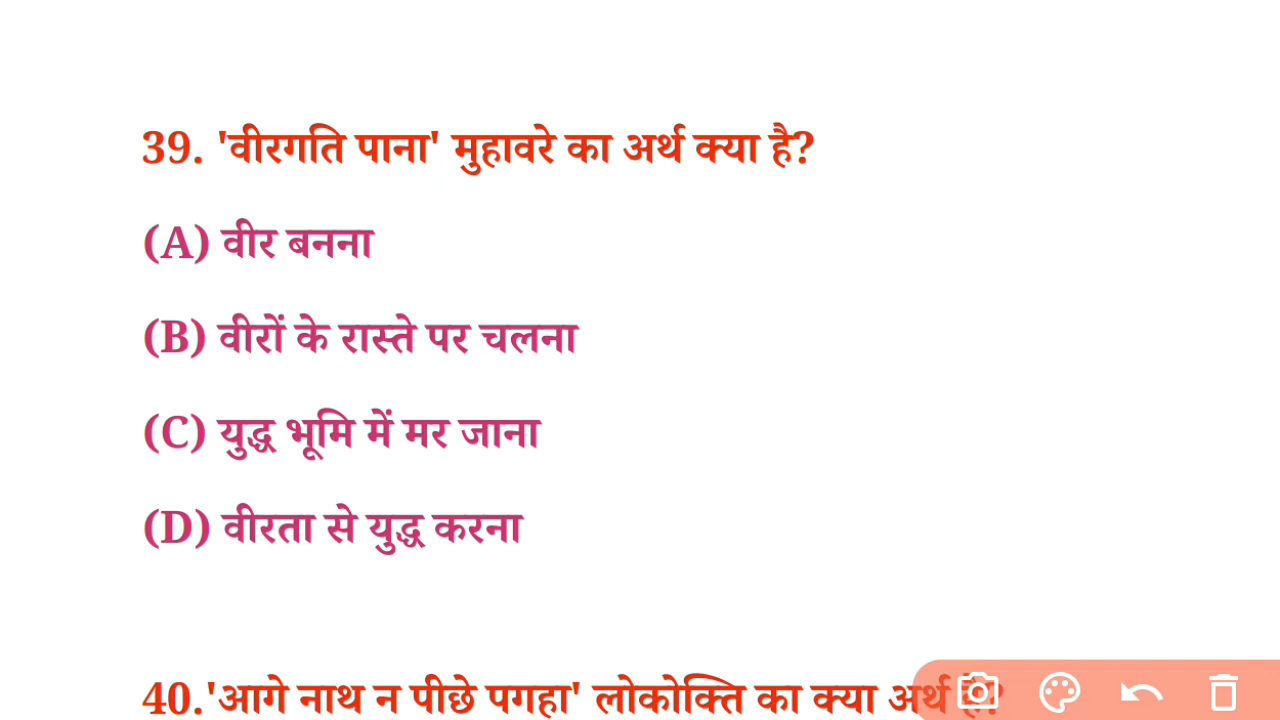 39. 'वीरगति पाना' मुहावरे का अर्थ क्या है?
(A) वीर बनना
(B) वीरों के रास्ते पर चलना
(C) युद्ध भूमि में मर जाना
(D) वीरता से युद्ध करना
40.'आगे नाथ न पीछे पगहा' लोकोक्ति का क्या अर्थ है?